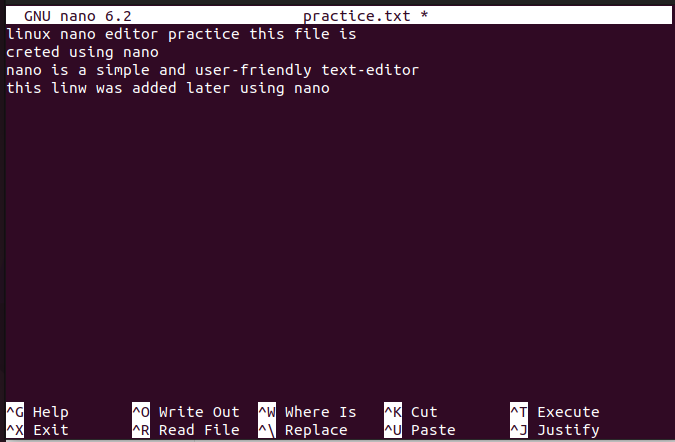 GNU nano 6.2 practice.txt *
linux nano editor practice this file is
creted using nano
nano is a simple and user-friendly text-editor
this linw was added later using nano
^G Help ^O Write Out ^W Where Is ^K Cut ^T Execute
^X Exit ^R Read File ^\ Replace ^U Paste ^J Justify